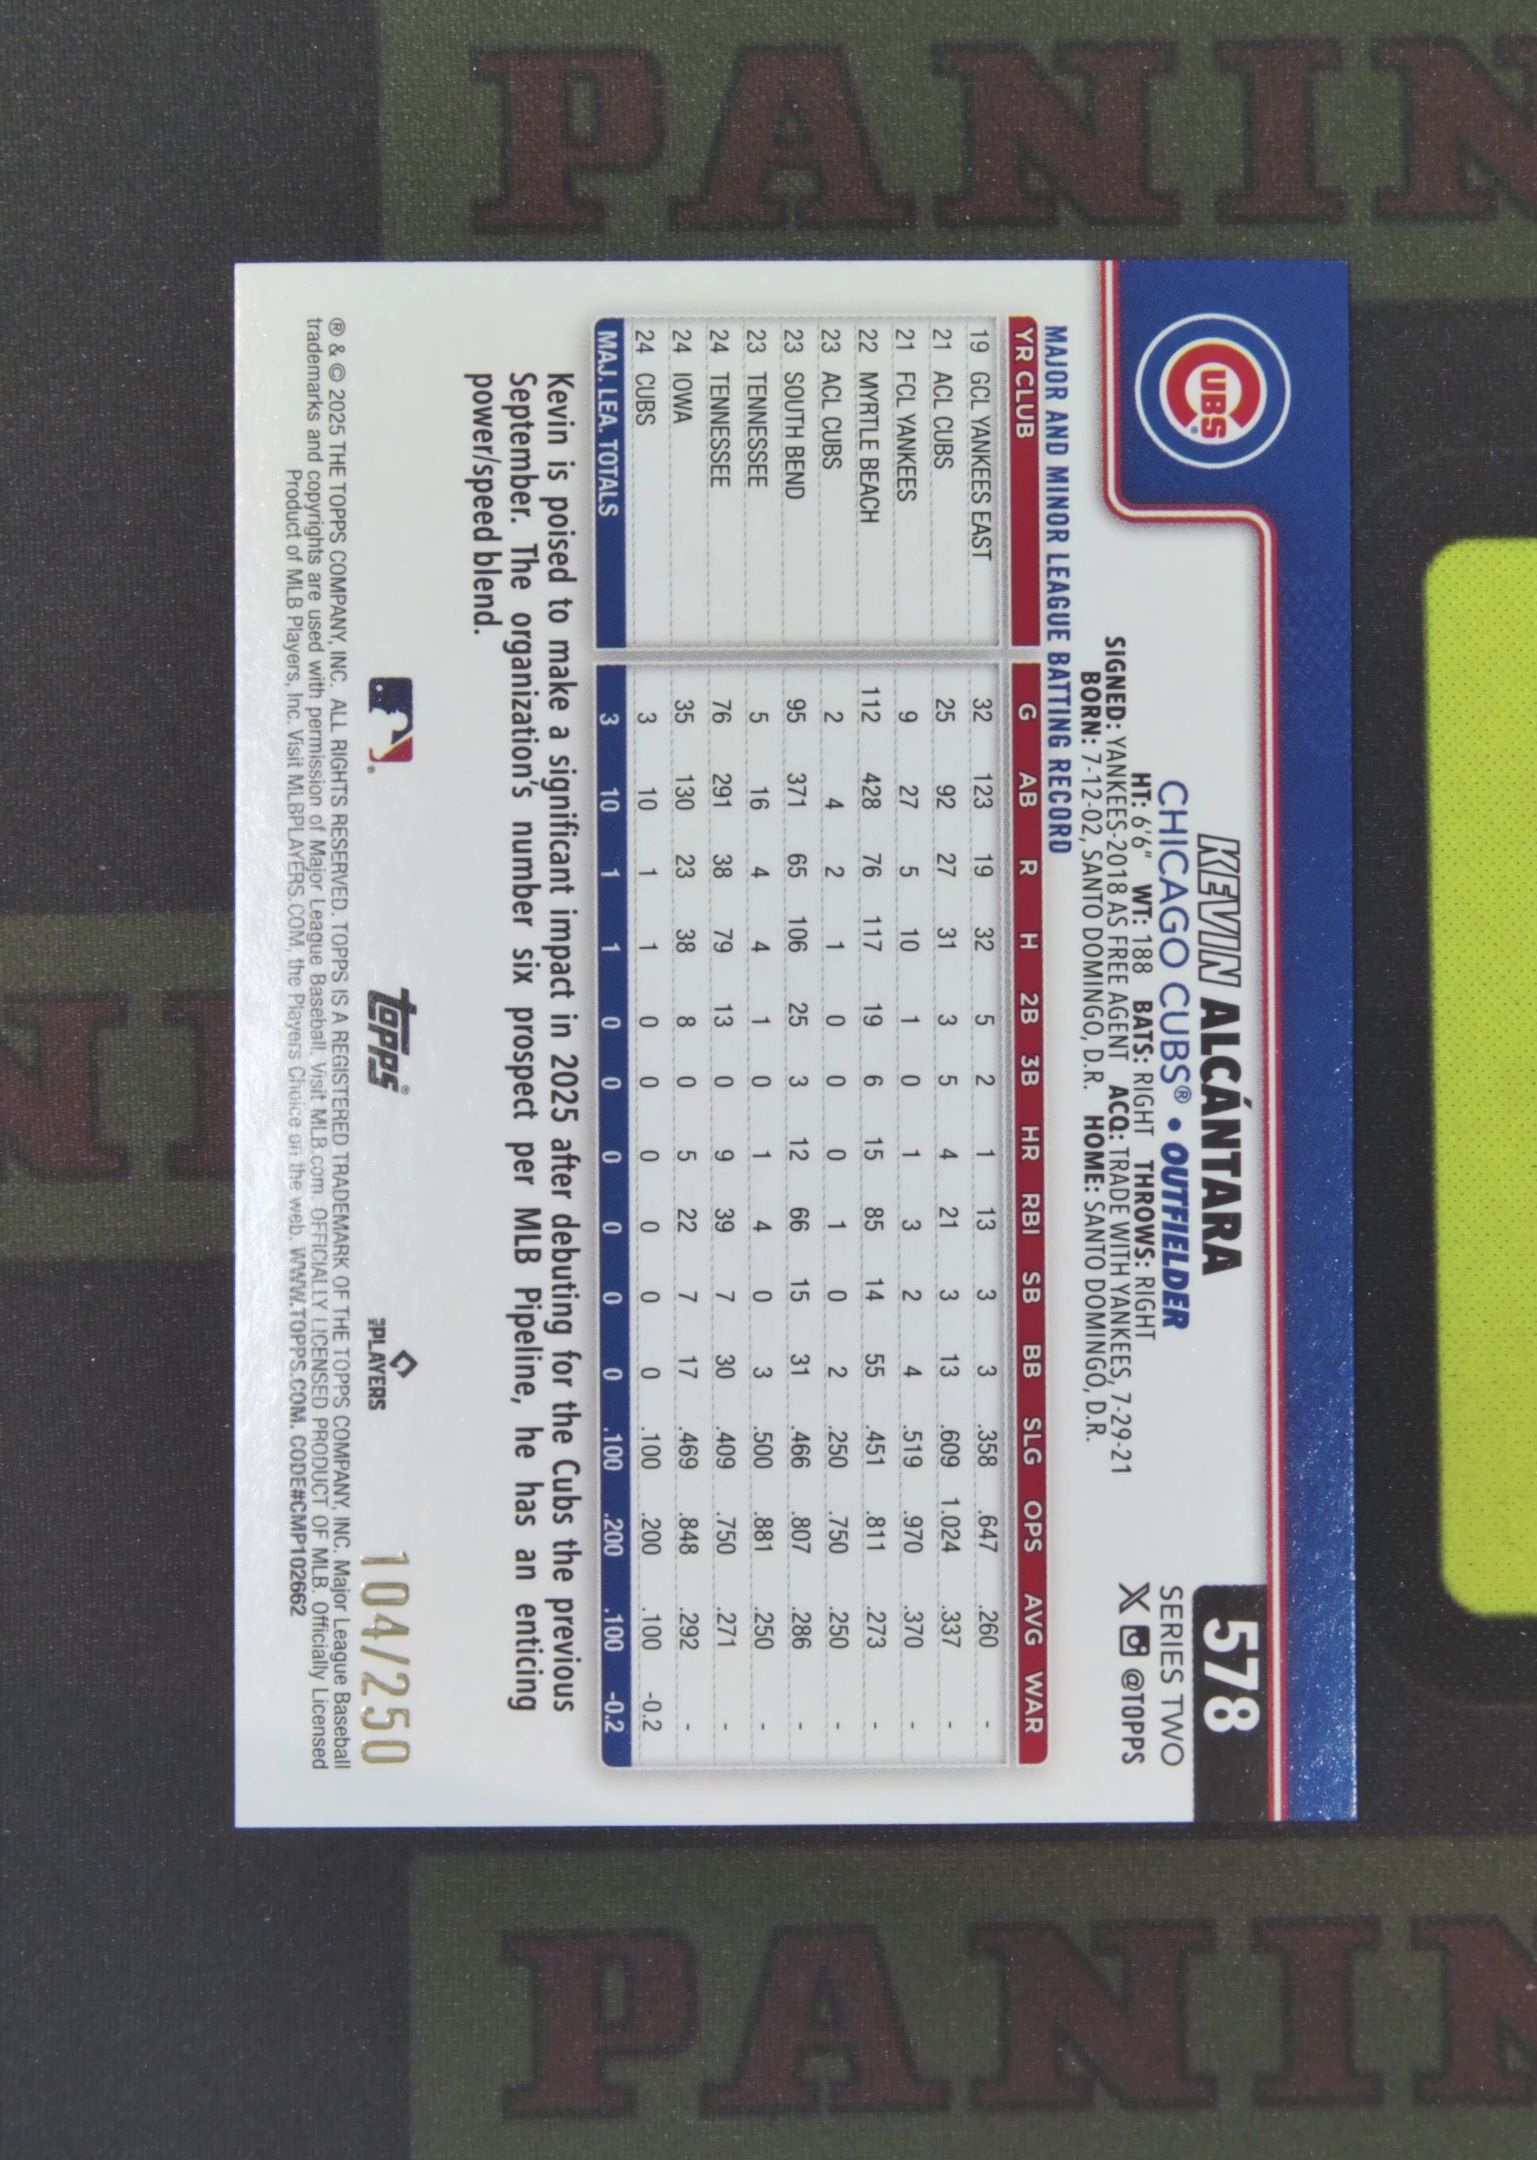 PANINI
CUBS
578
KEVIN ALCÁNTARA
SERIES TWO
CHICAGO CUBS® • OUTFIELDER
@TOPPS
HT: 6'6" WT: 188 BATS: RIGHT THROWS: RIGHT
SIGNED: YANKEES-2018 AS FREE AGENT ACQ: TRADE WITH YANKEES, 7-29-21
BORN: 7-12-02, SANTO DOMINGO, D.R. HOME: SANTO DOMINGO, D.R.
MAJOR AND MINOR LEAGUE BATTING RECORD
YR CLUB G AB R H 2B 3B HR RBI SB BB SLG OPS AVG WAR
19 GCL YANKEES EAST 32 123 19 32 5 2 1 13 3 3 .358 .647 .260 -
21 ACL CUBS 25 92 27 31 3 5 4 21 3 13 .609 1.024 .337 -
21 FCL YANKEES 9 27 5 10 1 0 1 3 2 4 .519 .970 .370 -
22 MYRTLE BEACH 112 428 76 117 19 6 15 85 14 55 .451 .811 .273 -
23 ACL CUBS 2 4 2 1 0 0 0 1 0 2 .250 .750 .250 -
23 SOUTH BEND 95 371 65 106 25 3 12 66 15 31 .466 .807 .286 -
23 TENNESSEE 5 16 4 4 1 0 1 4 0 3 .500 .881 .250 -
24 TENNESSEE 76 291 38 79 13 0 9 39 7 30 .409 .750 .271 -
24 IOWA 35 130 23 38 8 0 5 22 7 17 .469 .848 .292 -
24 CUBS 3 10 1 1 0 0 0 0 0 0 .100 .200 .100 -0.2
MAJ. LEA. TOTALS 3 10 1 1 0 0 0 0 0 0 .100 .200 .100 -0.2
Kevin is poised to make a significant impact in 2025 after debuting for the Cubs the previous
September. The organization's number six prospect per MLB Pipeline, he has an enticing
power/speed blend.
topps®
MLB PLAYERS
104/250
® & © 2025 THE TOPPS COMPANY, INC. ALL RIGHTS RESERVED. TOPPS IS A REGISTERED TRADEMARK OF THE TOPPS COMPANY, INC. Major League Baseball
trademarks and copyrights are used with permission of Major League Baseball. Visit MLB.com. OFFICIALLY LICENSED PRODUCT OF MLB. Officially Licensed
Product of MLB Players, Inc. Visit MLBPLAYERS.COM, the Players Choice on the web. WWW.TOPPS.COM. CODE#CMP102662
PANINI